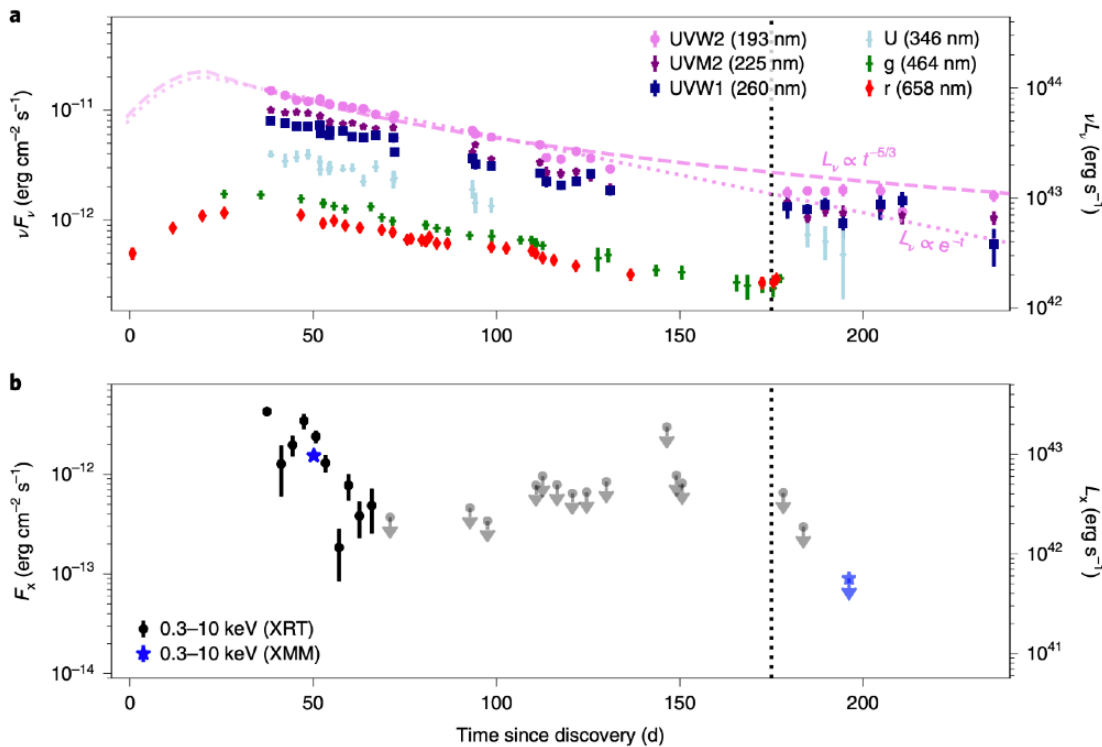 a
UVW2 (193 nm)
UVM2 (225 nm)
UVW1 (260 nm)
U (346 nm)
g (464 nm)
r (658 nm)
νFν (erg cm⁻² s⁻¹)
10⁻¹¹
10⁻¹²
νLν (erg s⁻¹)
10⁴⁴
10⁴³
10⁴²
Lν ∝ t⁻⁵/³
Lν ∝ e⁻ᵗ
0 50 100 150 200
b
Fx (erg cm⁻² s⁻¹)
10⁻¹²
10⁻¹³
10⁻¹⁴
Lx (erg s⁻¹)
10⁴³
10⁴²
10⁴¹
0.3–10 keV (XRT)
0.3–10 keV (XMM)
0 50 100 150 200
Time since discovery (d)